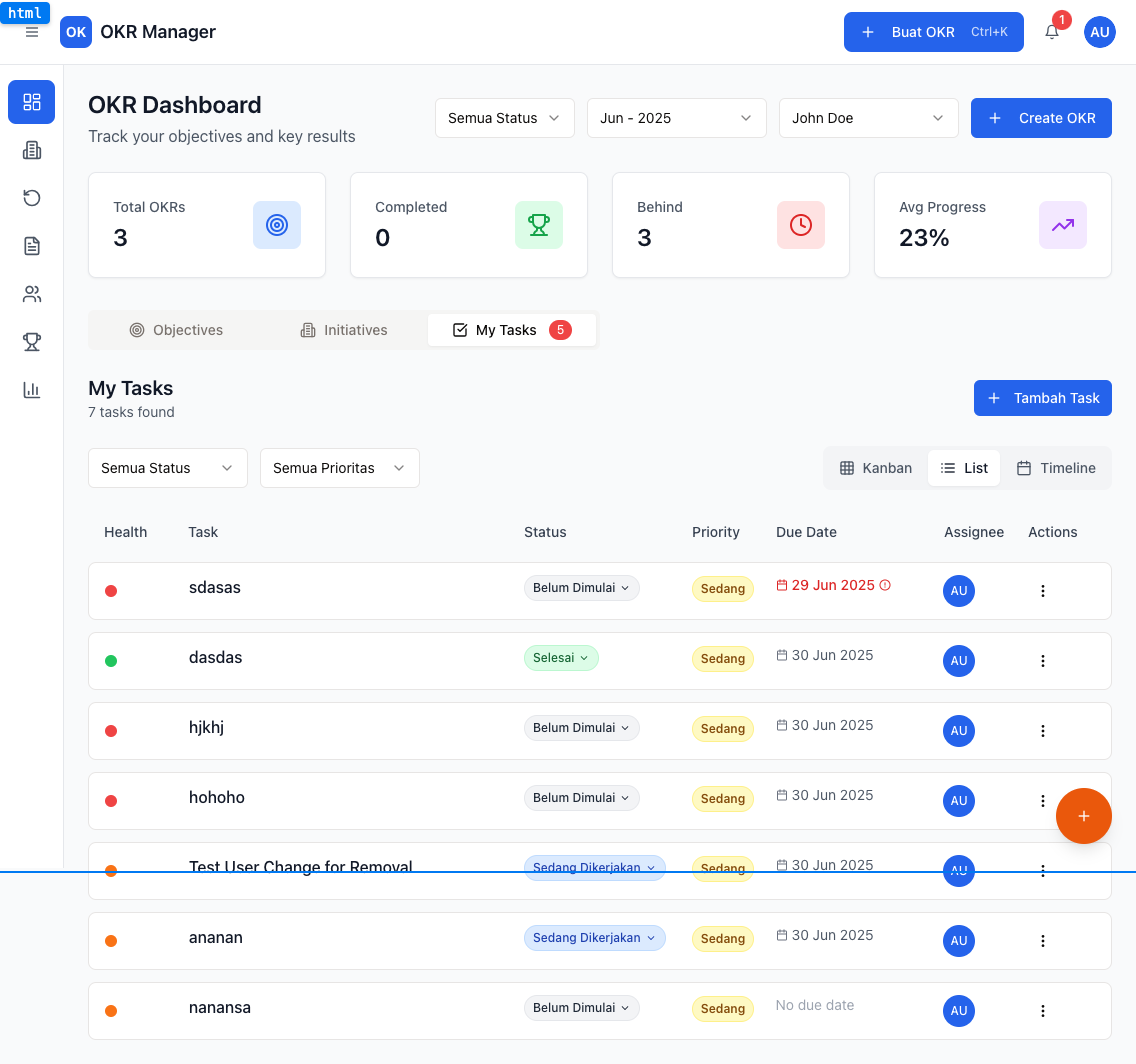 html
OK OKR Manager
Buat OKR Ctrl+K
1
AU
OKR Dashboard
Track your objectives and key results
Semua Status
Jun - 2025
John Doe
Create OKR
Total OKRs
3
Completed
0
Behind
3
Avg Progress
23%
Objectives
Initiatives
My Tasks 5
My Tasks
7 tasks found
Tambah Task
Semua Status
Semua Prioritas
Kanban
List
Timeline
Health Task Status Priority Due Date Assignee Actions
sdasas Belum Dimulai Sedang 29 Jun 2025 AU
dasdas Selesai Sedang 30 Jun 2025 AU
hjkhj Belum Dimulai Sedang 30 Jun 2025 AU
hohoho Belum Dimulai Sedang 30 Jun 2025 AU
Test User Change for Removal Sedang Dikerjakan Sedang 30 Jun 2025 AU
ananan Sedang Dikerjakan Sedang 30 Jun 2025 AU
nanansa Belum Dimulai Sedang No due date AU